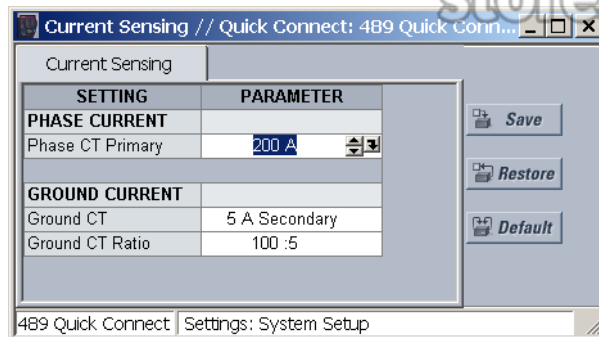 Current Sensing // Quick Connect: 489 Quick Conn...
Current Sensing
SETTING PARAMETER
PHASE CURRENT
Phase CT Primary 200 A
GROUND CURRENT
Ground CT 5 A Secondary
Ground CT Ratio 100 :5
Save
Restore
Default
489 Quick Connect Settings: System Setup